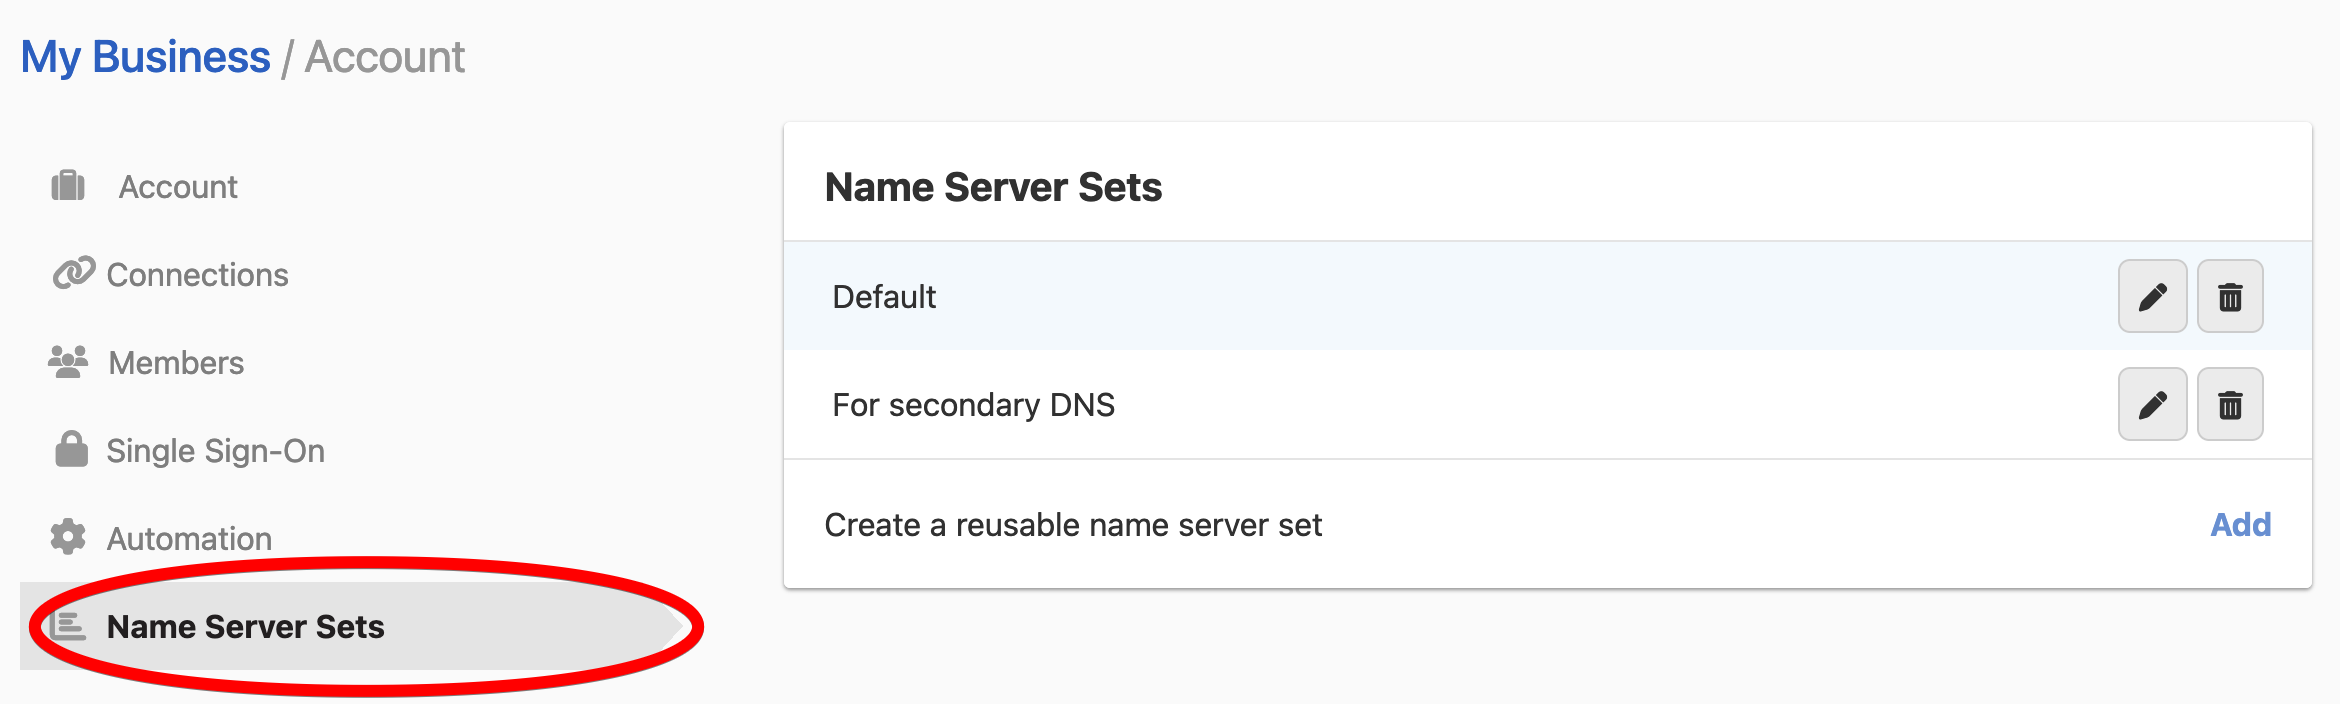 My Business / Account
Account
Connections
Members
Single Sign-On
Automation
Name Server Sets
Name Server Sets
Default
For secondary DNS
Create a reusable name server set Add